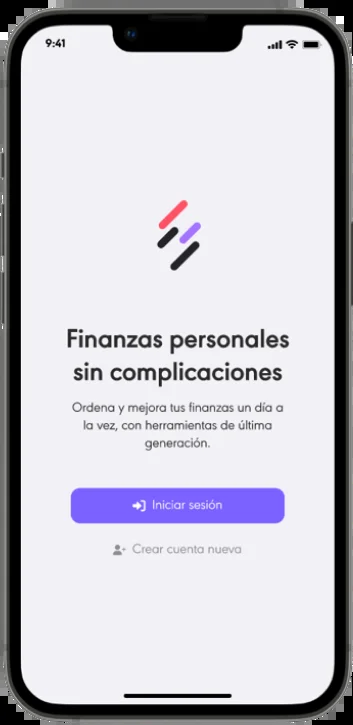 9:41
Finanzas personales
sin complicaciones
Ordena y mejora tus finanzas un día a
la vez, con herramientas de última
generación.
Iniciar sesión
Crear cuenta nueva